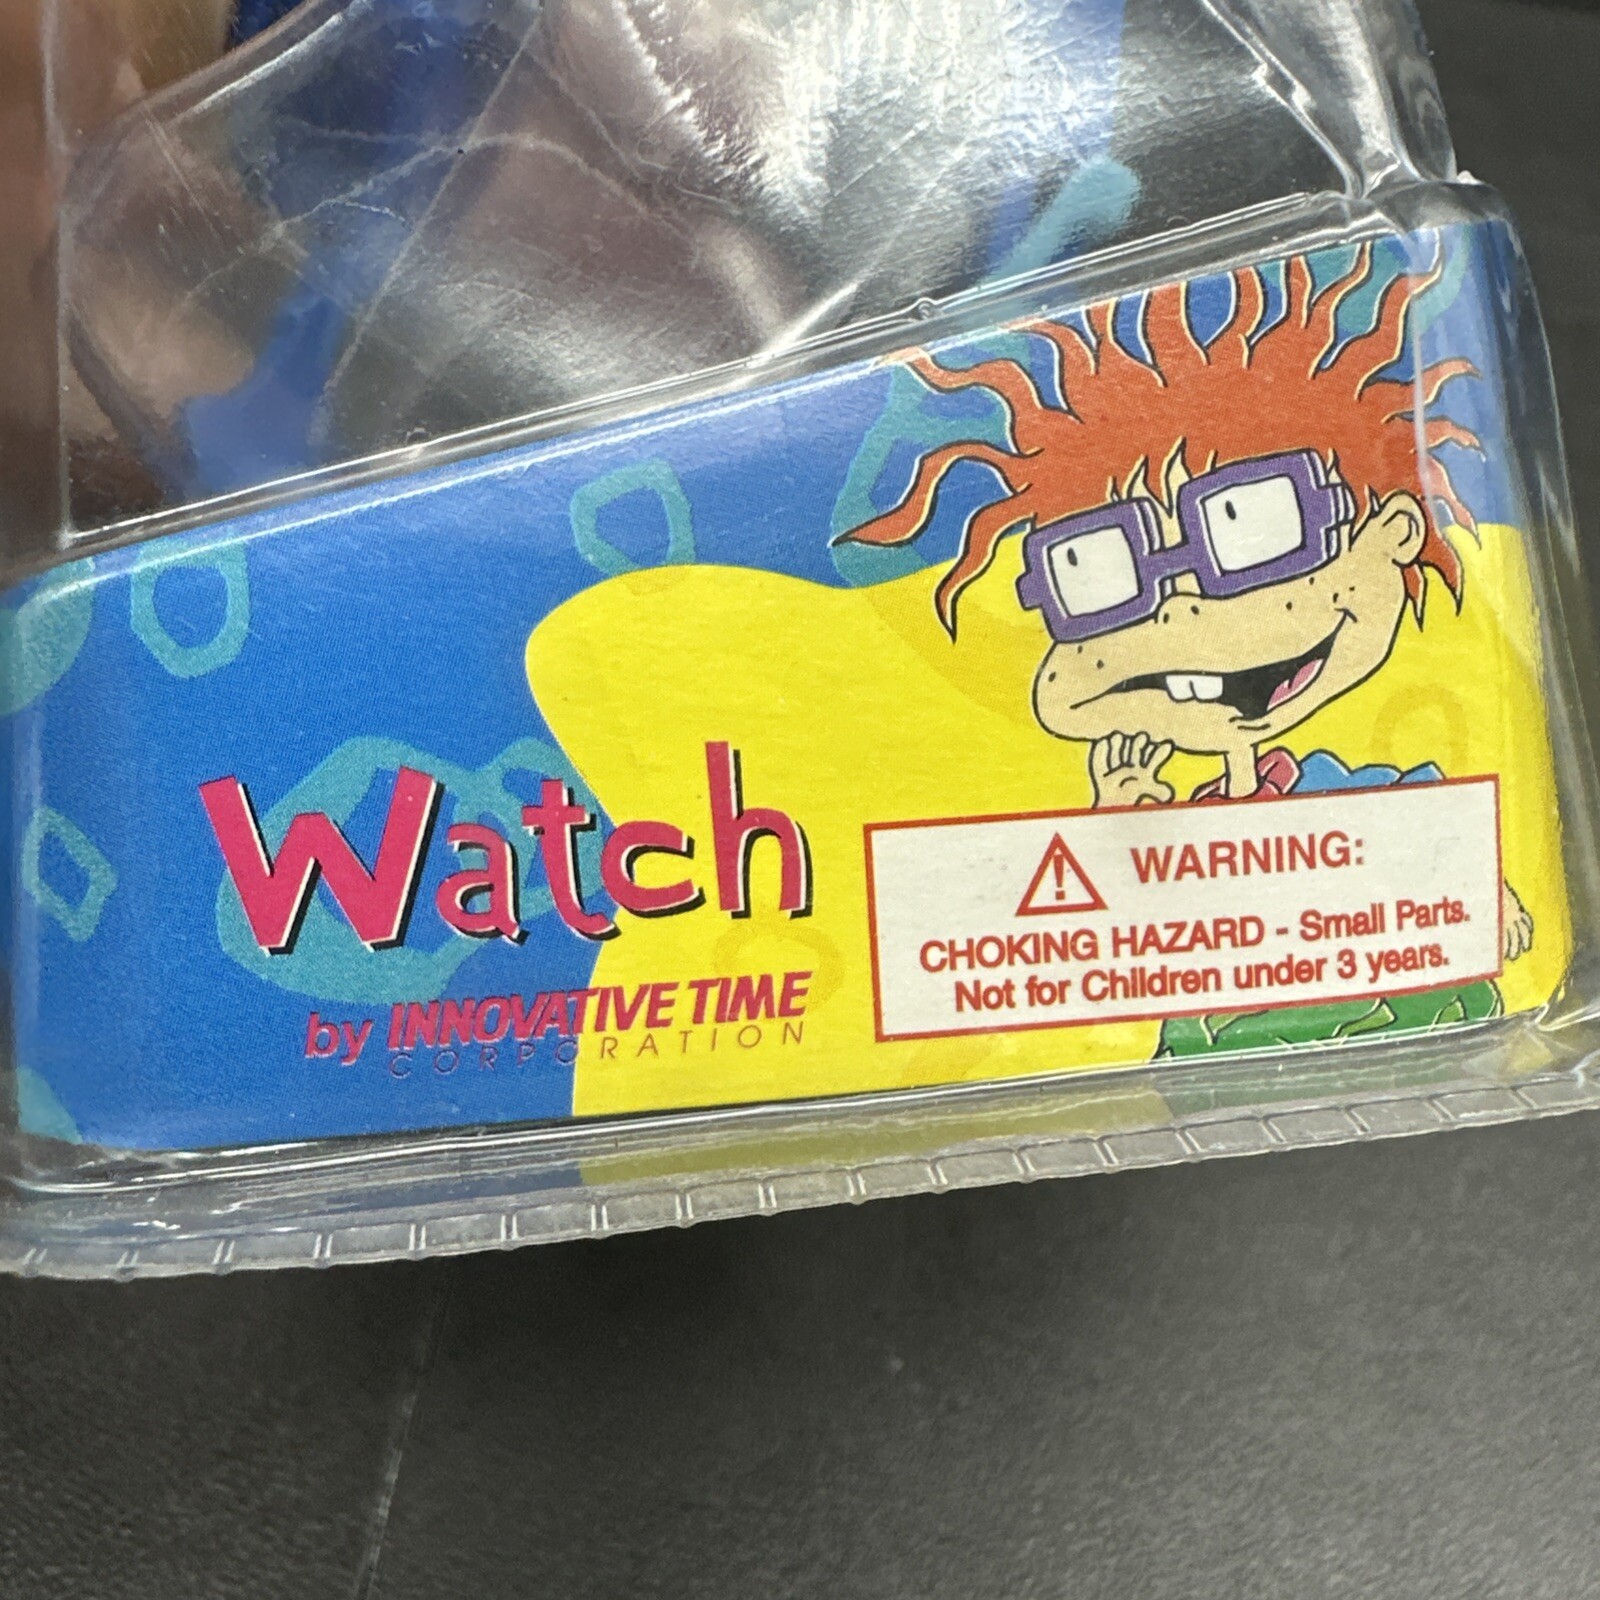 Watch
by INNOVATIVE TIME
CORPORATION
WARNING:
CHOKING HAZARD - Small Parts.
Not for Children under 3 years.